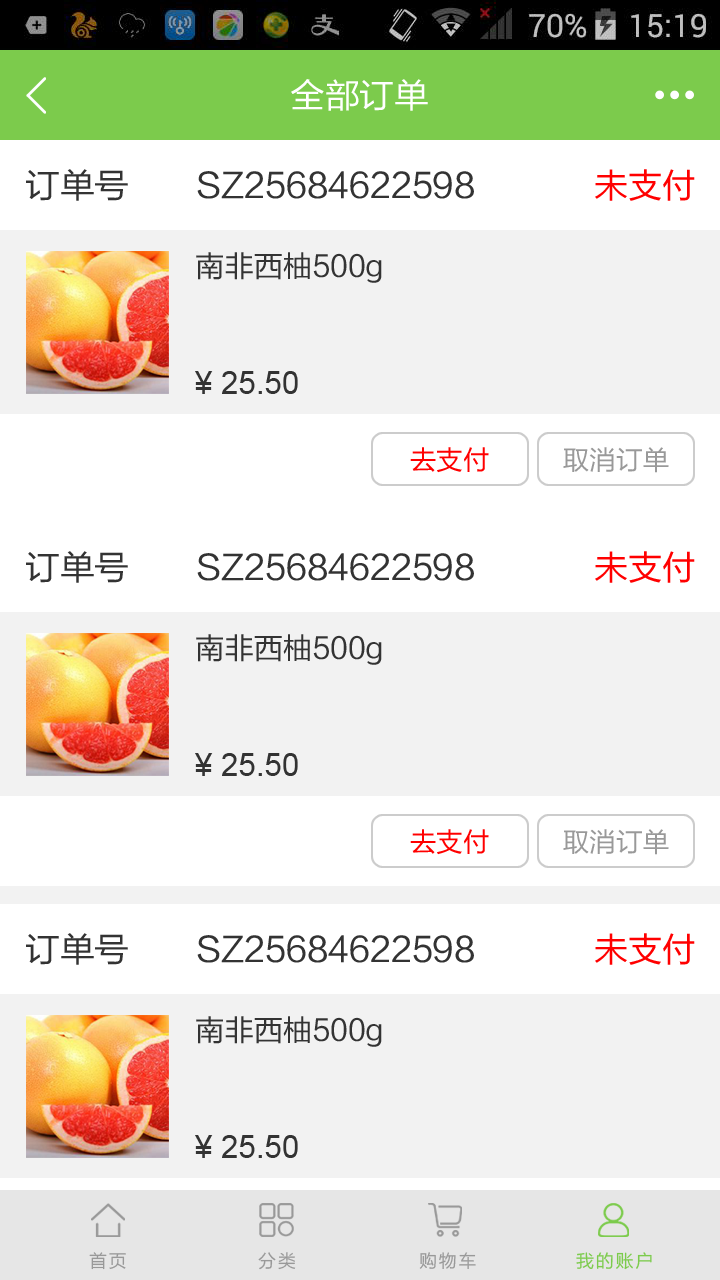 70% 15:19
全部订单
订单号 SZ25684622598 未支付
南非西柚500g
¥ 25.50
去支付 取消订单
订单号 SZ25684622598 未支付
南非西柚500g
¥ 25.50
去支付 取消订单
订单号 SZ25684622598 未支付
南非西柚500g
¥ 25.50
首页 分类 购物车 我的账户